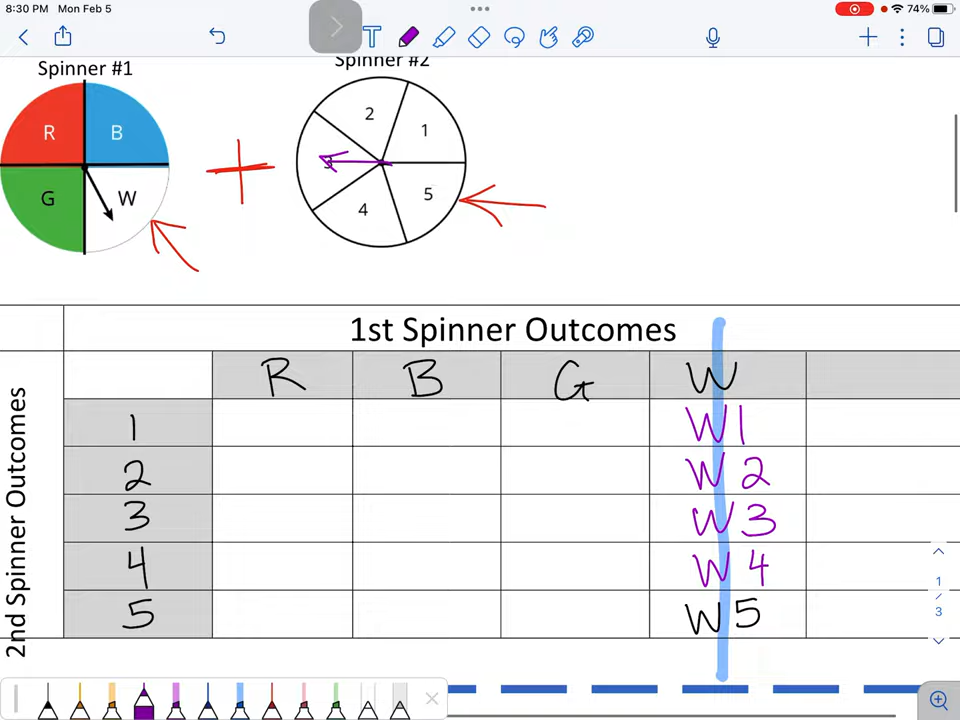 8:30 PM Mon Feb 5
74%
T
Spinner #1
Spinner #2
R B
G W
2 1
3
4 5
1st Spinner Outcomes
2nd Spinner Outcomes
R B G W
1 W1
2 W2
3 W3
4 W4
5 W5
1
/
3